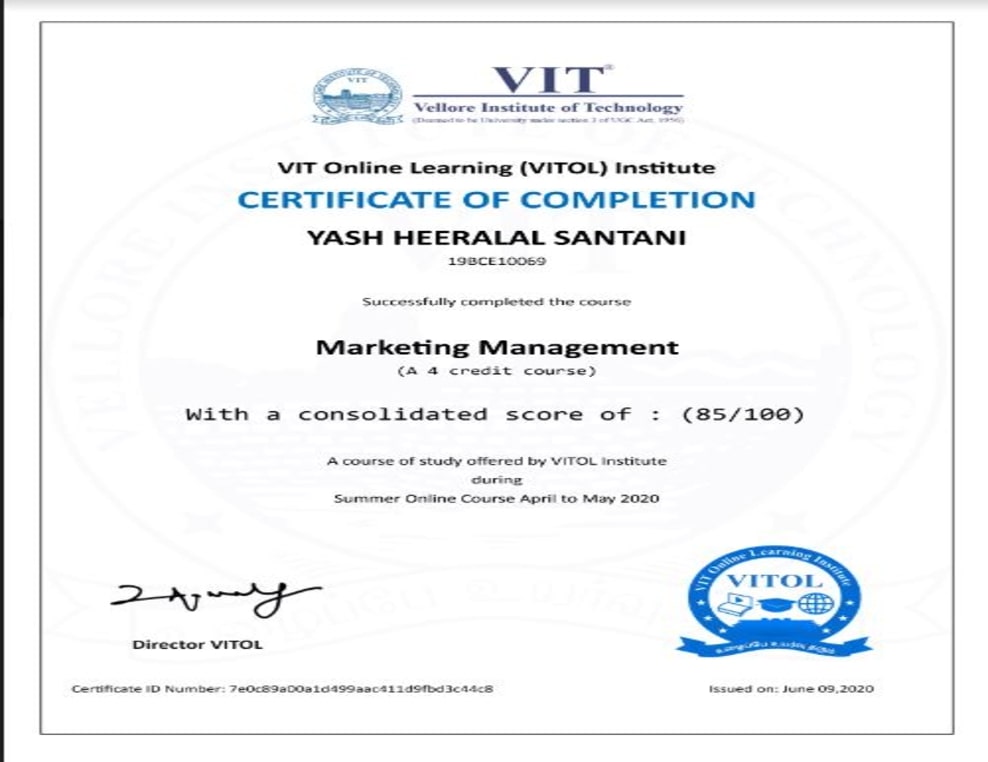 VIT®
Vellore Institute of Technology
(Deemed to be University under section 3 of UGC Act, 1956)
VIT Online Learning (VITOL) Institute
CERTIFICATE OF COMPLETION
YASH HEERALAL SANTANI
19BCE10069
Successfully completed the course
Marketing Management
(A 4 credit course)
With a consolidated score of : (85/100)
A course of study offered by VITOL Institute
during
Summer Online Course April to May 2020
VIT Online Learning Institute
VITOL
Director VITOL
Certificate ID Number: 7e0c89a00a1d499aac411d9fbd3c44c8
Issued on: June 09,2020